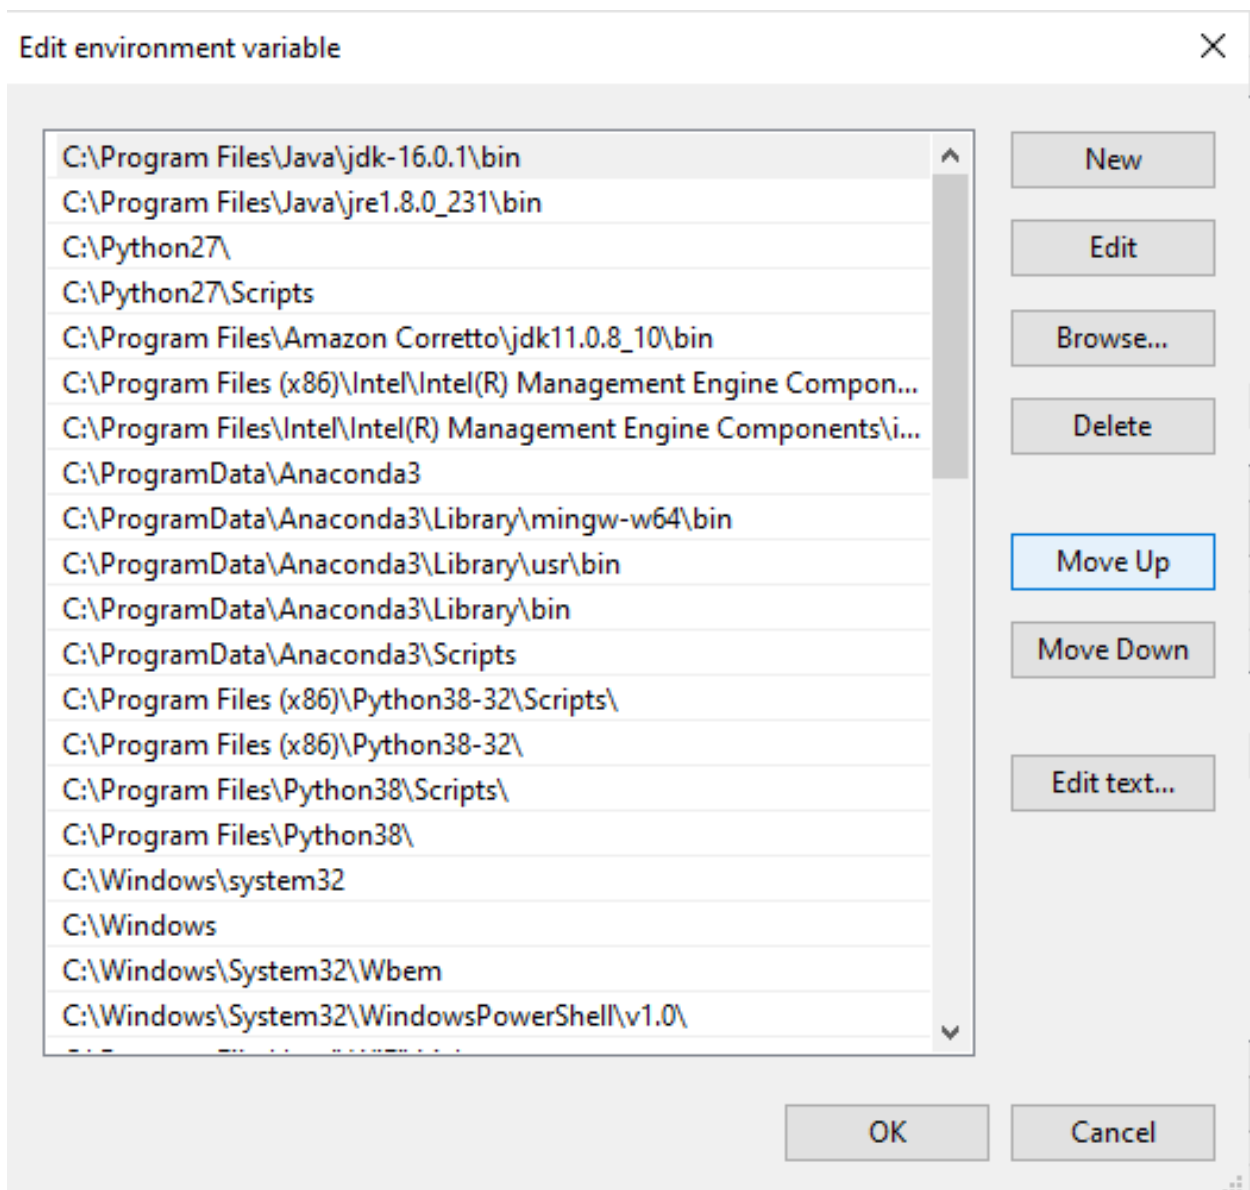 Edit environment variable
C:\Program Files\Java\jdk-16.0.1\bin
C:\Program Files\Java\jre1.8.0_231\bin
C:\Python27\
C:\Python27\Scripts
C:\Program Files\Amazon Corretto\jdk11.0.8_10\bin
C:\Program Files (x86)\Intel\Intel(R) Management Engine Compon...
C:\Program Files\Intel\Intel(R) Management Engine Components\i...
C:\ProgramData\Anaconda3
C:\ProgramData\Anaconda3\Library\mingw-w64\bin
C:\ProgramData\Anaconda3\Library\usr\bin
C:\ProgramData\Anaconda3\Library\bin
C:\ProgramData\Anaconda3\Scripts
C:\Program Files (x86)\Python38-32\Scripts\
C:\Program Files (x86)\Python38-32\
C:\Program Files\Python38\Scripts\
C:\Program Files\Python38\
C:\Windows\system32
C:\Windows
C:\Windows\System32\Wbem
C:\Windows\System32\WindowsPowerShell\v1.0\
New
Edit
Browse...
Delete
Move Up
Move Down
Edit text...
OK
Cancel